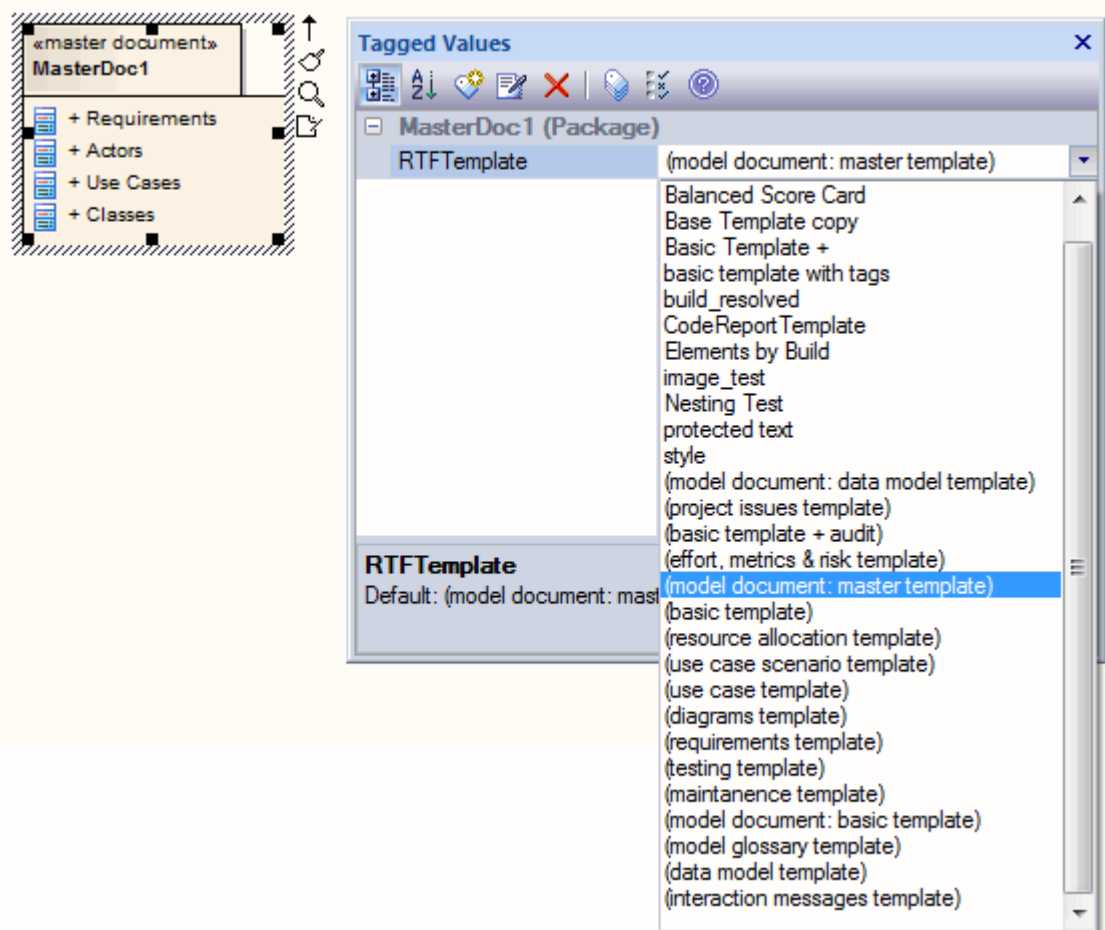 «master document»
MasterDoc1
+ Requirements
+ Actors
+ Use Cases
+ Classes
Tagged Values
MasterDoc1 (Package)
RTFTemplate (model document: master template)
Balanced Score Card
Base Template copy
Basic Template +
basic template with tags
build_resolved
CodeReportTemplate
Elements by Build
image_test
Nesting Test
protected text
style
(model document: data model template)
(project issues template)
(basic template + audit)
(effort, metrics & risk template)
(model document: master template)
(basic template)
(resource allocation template)
(use case scenario template)
(use case template)
(diagrams template)
(requirements template)
(testing template)
(maintanence template)
(model document: basic template)
(model glossary template)
(data model template)
(interaction messages template)
RTFTemplate
Default: (model document: mast